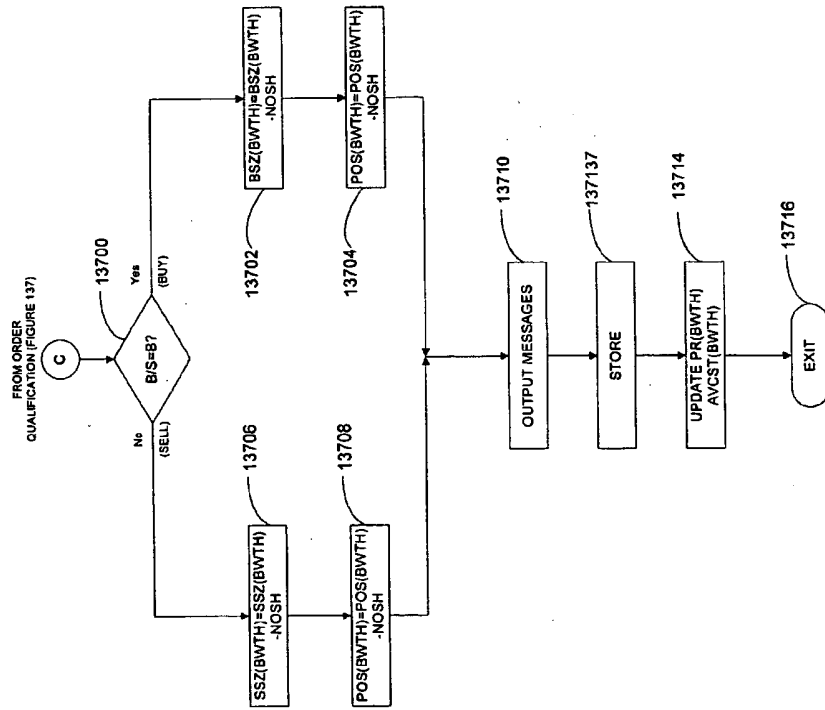 FROM ORDER
QUALIFICATION (FIGURE 137)
C
13700
B/S=B?
Yes
(BUY)
No
(SELL)
BSZ(BWTH)=BSZ(BWTH)
-NOSH
13702
POS(BWTH)=POS(BWTH)
-NOSH
13704
SSZ(BWTH)=SSZ(BWTH)
-NOSH
13706
POS(BWTH)=POS(BWTH)
-NOSH
13708
OUTPUT MESSAGES
13710
STORE
137137
UPDATE PR(BWTH)
AVCST(BWTH)
13714
EXIT
13716